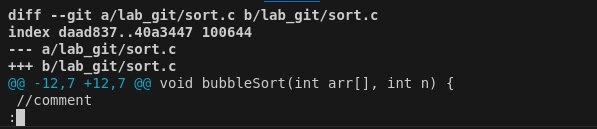 diff --git a/lab_git/sort.c b/lab_git/sort.c
index daad837..40a3447 100644
--- a/lab_git/sort.c
+++ b/lab_git/sort.c
@@ -12,7 +12,7 @@ void bubbleSort(int arr[], int n) {
 //comment
: